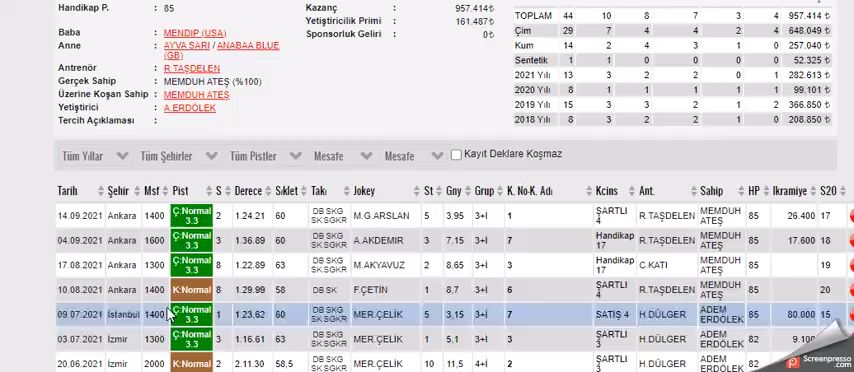 Handikap P. : 85
Baba : MENDIP (USA)
Anne : AYVA SARI / ANABAA BLUE (GB)
Antrenör : R.TAŞDELEN
Gerçek Sahip : MEMDUH ATEŞ (%100)
Üzerine Koşan Sahip : MEMDUH ATEŞ
Yetiştirici : A.ERDÖLEK
Tercih Açıklaması :
Kazanç : 957.414₺
Yetiştiricilik Primi : 161.487₺
Sponsorluk Geliri : 0₺
TOPLAM 44 10 8 7 3 4 957.414 ₺
Çim 29 7 4 4 2 4 648.049 ₺
Kum 14 2 4 3 1 0 257.040 ₺
Sentetik 1 1 0 0 0 0 52.325 ₺
2021 Yılı 13 3 2 2 0 1 282.613 ₺
2020 Yılı 8 1 1 1 1 0 99.101 ₺
2019 Yılı 15 3 3 2 1 2 366.850 ₺
2018 Yılı 8 3 2 2 1 0 208.850 ₺
Tüm Yıllar Tüm Şehirler Tüm Pistler Mesafe Mesafe Kayıt Deklare Koşmaz
Tarih Şehir Msf Pist S Derece Sıklet Takı Jokey St Gny Grup K. No-K. Adı Kcins Ant. Sahip HP Ikramiye S20
14.09.2021 Ankara 1400 Ç:Normal 3.3 2 1.24.21 60 DB SKG SK SGKR M.G.ARSLAN 5 3,95 3+İ 1 ŞARTLI 4 R.TAŞDELEN MEMDUH ATEŞ 85 26.400 17
04.09.2021 Ankara 1600 Ç:Normal 3.3 3 1.36.89 60 DB SKG SK SGKR A.AKDEMIR 3 7,15 3+İ 7 Handikap 17 R.TAŞDELEN MEMDUH ATEŞ 85 17.600 18
17.08.2021 Ankara 1300 Ç:Normal 3.3 8 1.22.89 63 DB SKG SK SGKR M.AKYAVUZ 2 8,65 3+İ 3 Handikap 17 C KATI MEMDUH ATEŞ 85 19
10.08.2021 Ankara 1400 K:Normal 8 1.29.99 58 DB SK F.ÇETİN 1 8,7 3+İ 6 ŞARTLI 4 R.TAŞDELEN MEMDUH ATEŞ 85 20
09.07.2021 İstanbul 1400 Ç:Normal 3.3 1 1.23.62 60 DB SKG SK SGKR MER.ÇELİK 5 3,15 3+İ 7 SATIŞ 4 H.DÜLGER ADEM ERDÖLEK 85 80.000 15
03.07.2021 İzmir 1300 Ç:Normal 3.3 3 1.16.61 63 DB SKG SK SGKR MER.ÇELİK 1 5,1 3+İ 3 ŞARTLI 4 H.DÜLGER ADEM ERDÖLEK 82 9.100
20.06.2021 İzmir 2000 K:Normal 2 2.11.30 58,5 DB SKG SK SGKR MER.ÇELİK 10 11,5 4+İ 2 H.DÜLGER ADEM 82
Screenpresso
.com